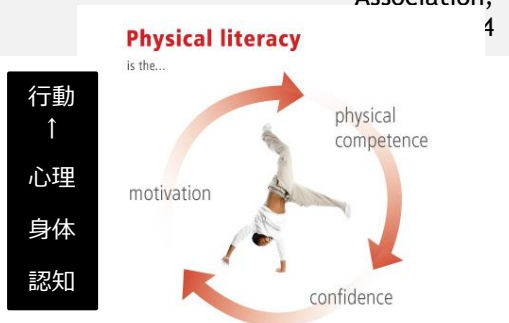 Association,
4
Physical literacy
is the...
行動
↑
心理
身体
認知
physical
competence
motivation
confidence